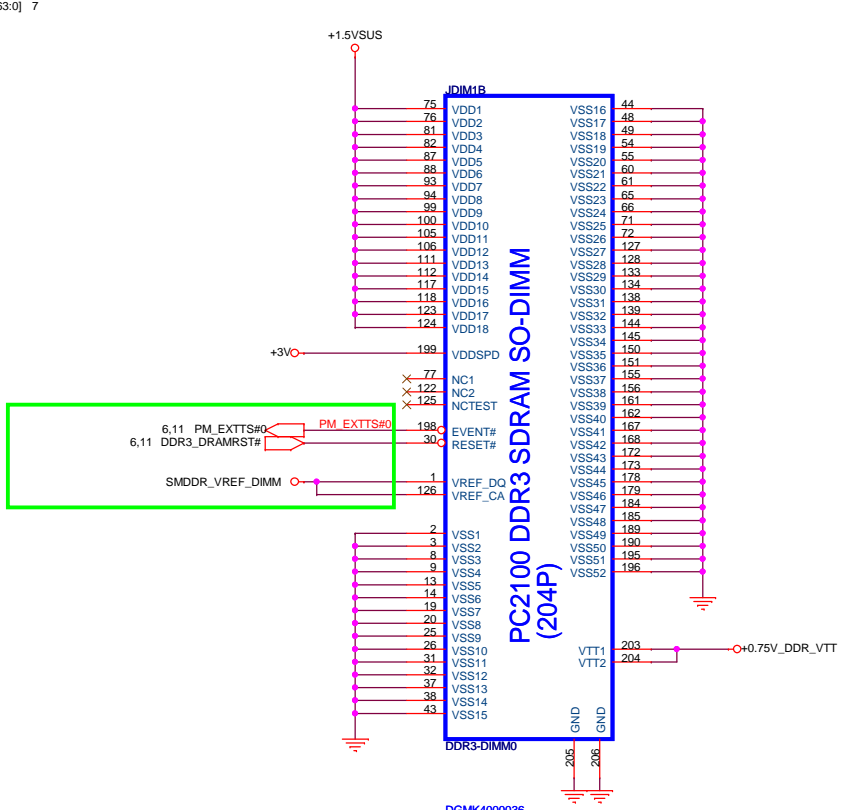 63:0] 7
+1.5VSUS
JDIM1B
75 VDD1 VSS16 44
76 VDD2 VSS17 48
81 VDD3 VSS18 49
82 VDD4 VSS19 54
87 VDD5 VSS20 55
88 VDD6 VSS21 60
93 VDD7 VSS22 61
94 VDD8 VSS23 65
99 VDD9 VSS24 66
100 VDD10 VSS25 71
105 VDD11 VSS26 72
106 VDD12 VSS27 127
111 VDD13 VSS28 128
112 VDD14 VSS29 133
117 VDD15 VSS30 134
118 VDD16 VSS31 138
123 VDD17 VSS32 139
124 VDD18 VSS33 144
VSS34 145
+3V 199 VDDSPD VSS35 150
VSS36 151
77 NC1 VSS37 155
122 NC2 VSS38 156
125 NCTEST VSS39 161
VSS40 162
6,11 PM_EXTTS#0 PM_EXTTS#0 198 EVENT# VSS41 167
6,11 DDR3_DRAMRST# 30 RESET# VSS42 168
VSS43 172
VSS44 173
SMDDR_VREF_DIMM 1 VREF_DQ VSS45 178
126 VREF_CA VSS46 179
VSS47 184
VSS48 185
2 VSS1 VSS49 189
3 VSS2 VSS50 190
8 VSS3 VSS51 195
9 VSS4 VSS52 196
13 VSS5
14 VSS6
19 VSS7
20 VSS8
25 VSS9
26 VSS10 VTT1 203 +0.75V_DDR_VTT
31 VSS11 VTT2 204
32 VSS12
37 VSS13
38 VSS14
43 VSS15
PC2100 DDR3 SDRAM SO-DIMM
(204P)
GND GND
205 206
DDR3-DIMM0
DGMK4000036